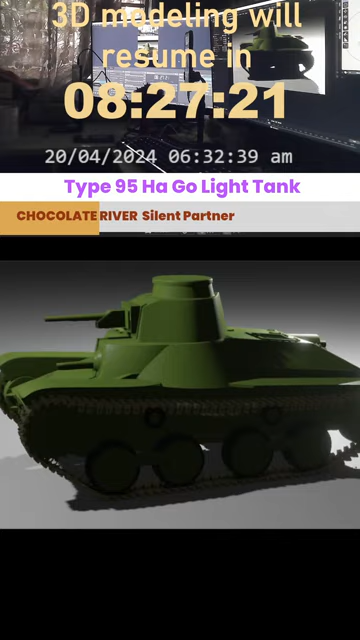 3D modeling will
resume in
08:27:21
20/04/2024 06:32:39 am
Type 95 Ha Go Light Tank
CHOCOLATE RIVER Silent Partner